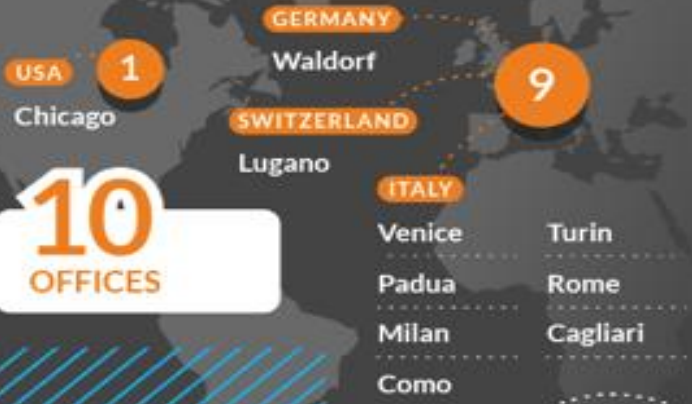 USA
1
Chicago
GERMANY
Waldorf
SWITZERLAND
Lugano
9
10
OFFICES
ITALY
Venice Turin
Padua Rome
Milan Cagliari
Como